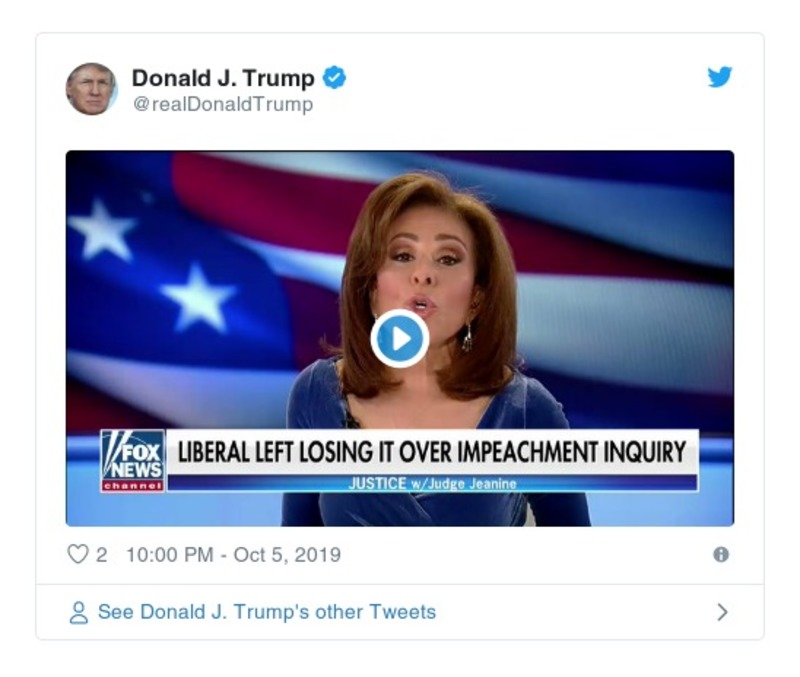 Donald J. Trump
@realDonaldTrump
FOX
NEWS
channel
LIBERAL LEFT LOSING IT OVER IMPEACHMENT INQUIRY
JUSTICE w/Judge Jeanine
2 10:00 PM - Oct 5, 2019
See Donald J. Trump's other Tweets